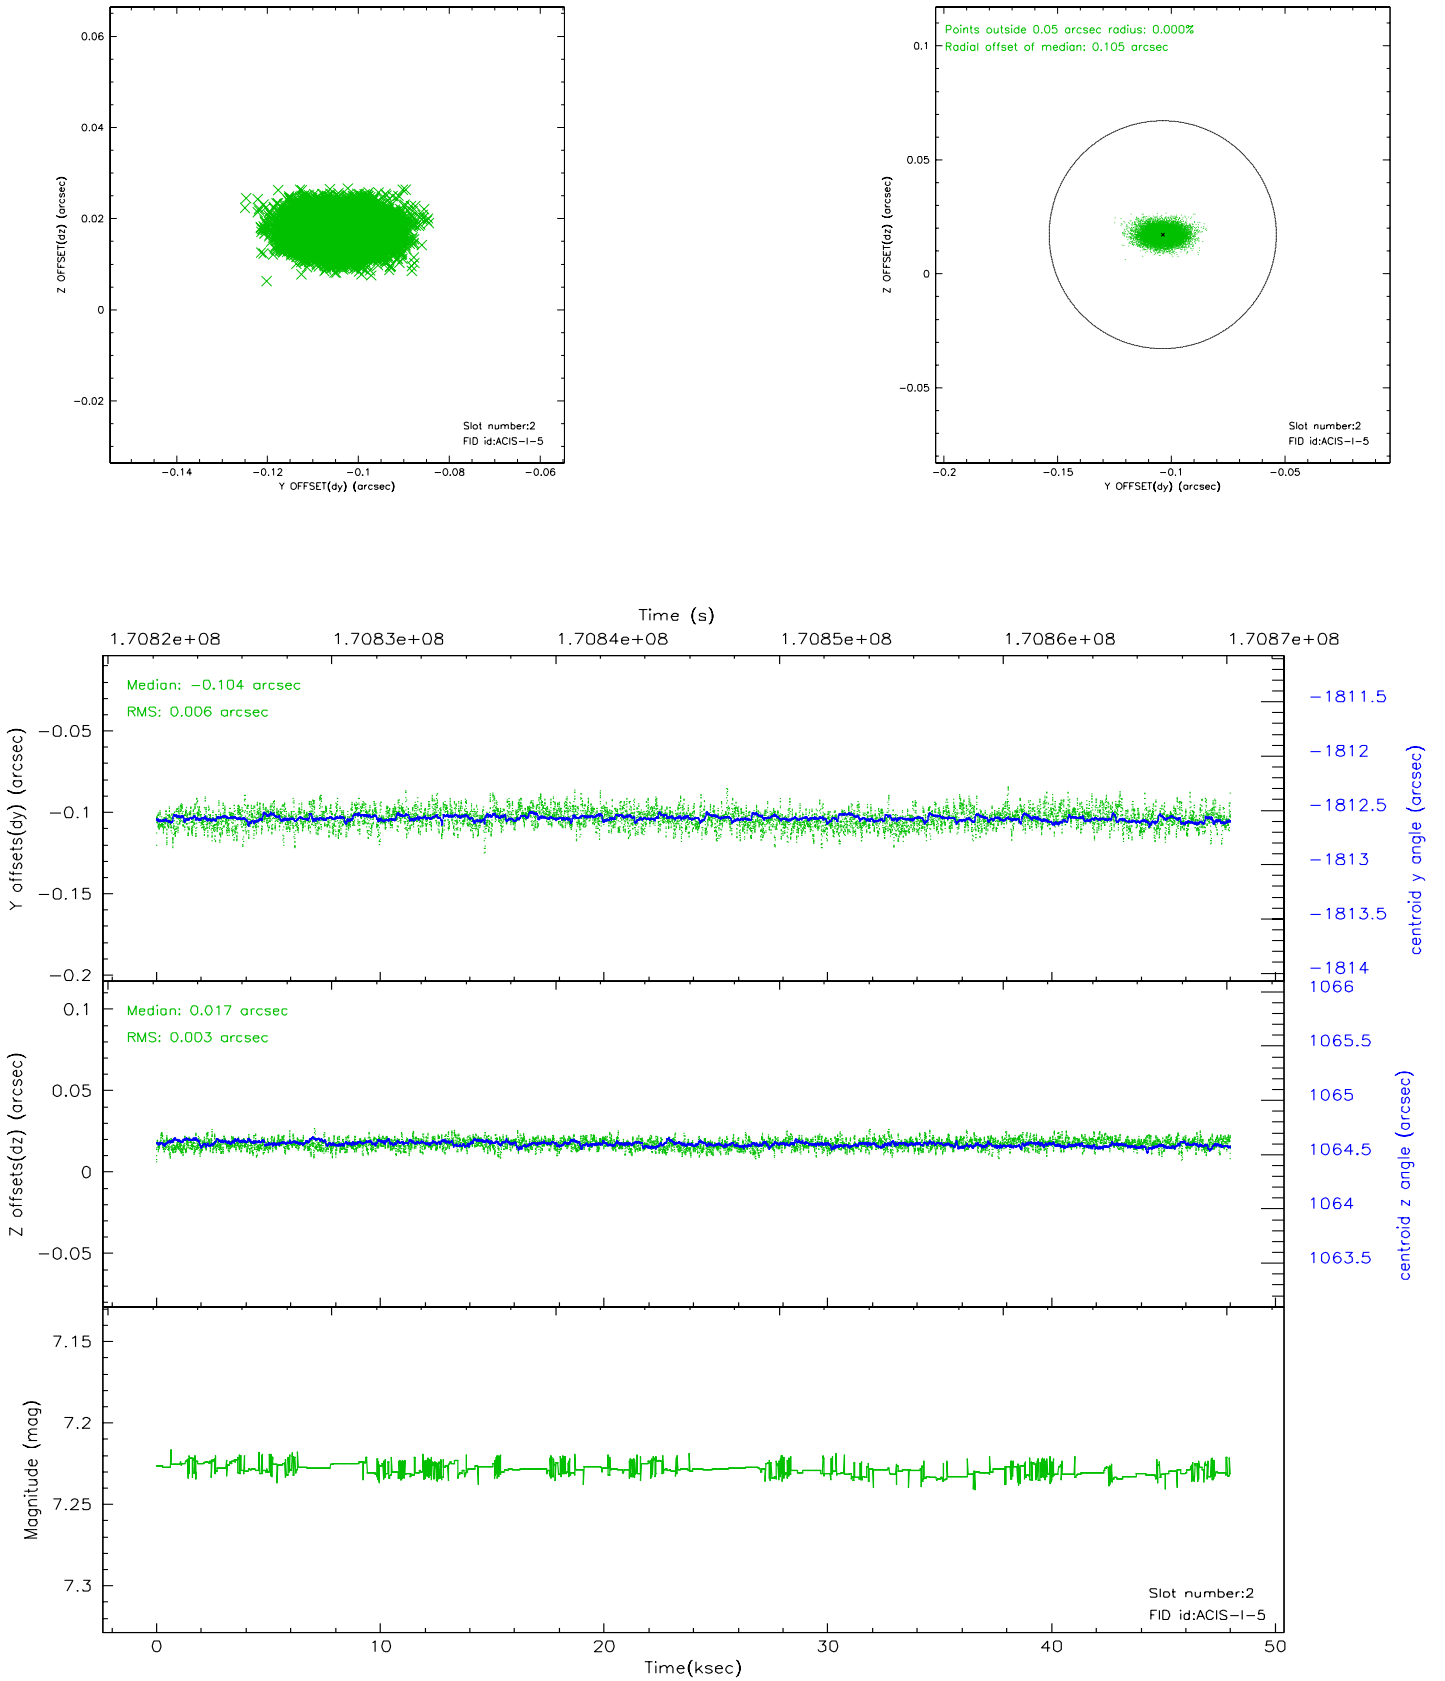 0.06
0.04
0.02
0
-0.02
-0.14
-0.12
-0.1
-0.08
-0.06
Z OFFSET(dz) (arcsec)
Y OFFSET(dy) (arcsec)
Slot number:2
FID id:ACIS-I-5
Points outside 0.05 arcsec radius: 0.000%
Radial offset of median: 0.105 arcsec
0.1
0.05
0
-0.05
-0.2
-0.15
-0.1
-0.05
Z OFFSET(dz) (arcsec)
Y OFFSET(dy) (arcsec)
Slot number:2
FID id:ACIS-I-5
Time (s)
1.7082e+08
1.7083e+08
1.7084e+08
1.7085e+08
1.7086e+08
1.7087e+08
Median: -0.104 arcsec
RMS: 0.006 arcsec
-0.05
-0.1
-0.15
-0.2
Y offsets(dy) (arcsec)
-1811.5
-1812
-1812.5
-1813
-1813.5
-1814
centroid y angle (arcsec)
Median: 0.017 arcsec
RMS: 0.003 arcsec
0.1
0.05
0
-0.05
Z offsets(dz) (arcsec)
1066
1065.5
1065
1064.5
1064
1063.5
centroid z angle (arcsec)
7.15
7.2
7.25
7.3
Magnitude (mag)
Slot number:2
FID id:ACIS-I-5
0
10
20
30
40
50
Time(ksec)